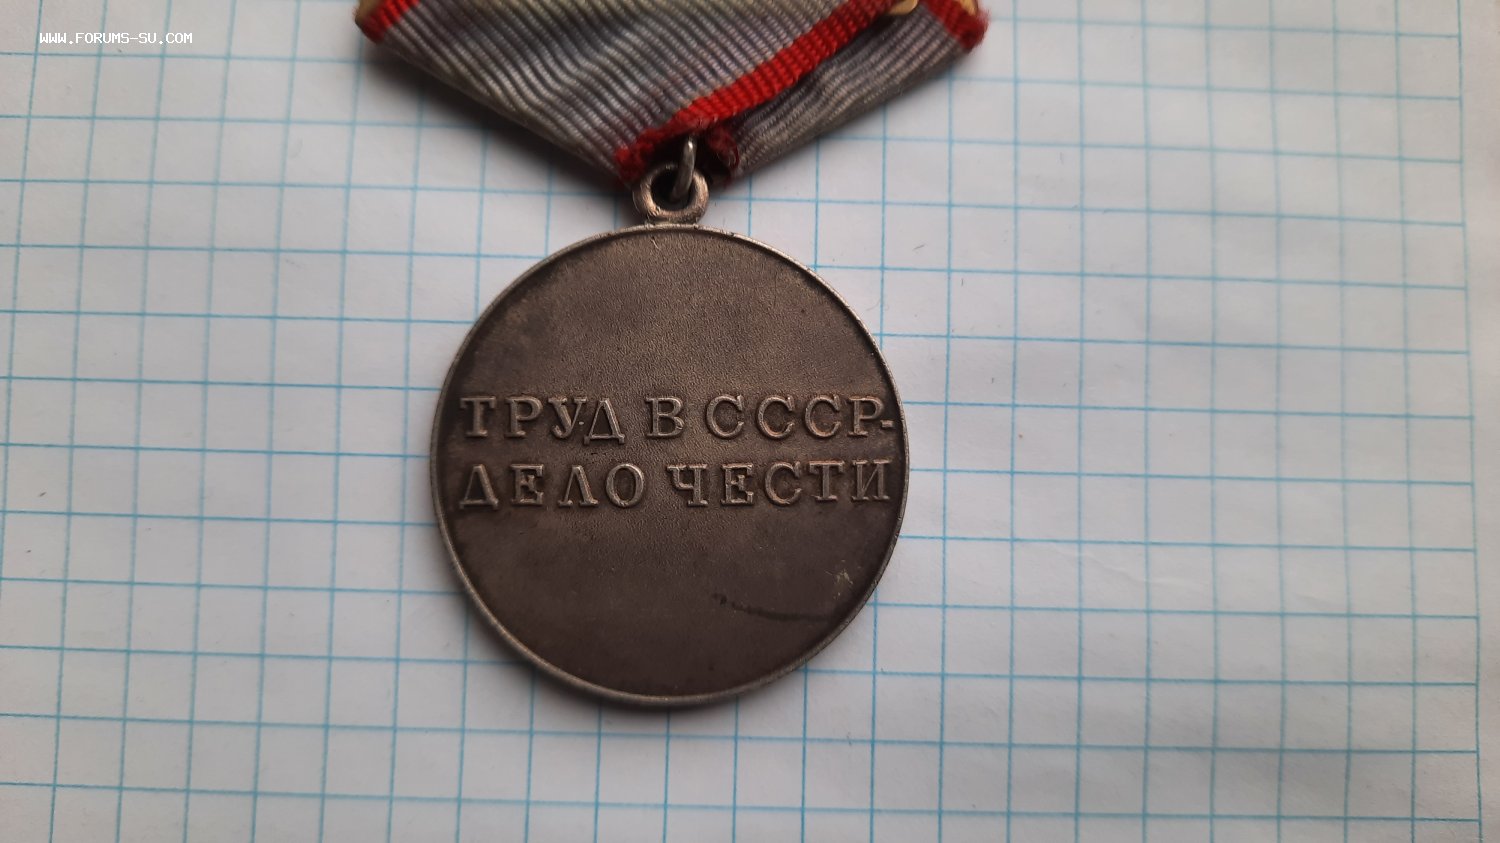 WWW.FORUMS-SU.COM
ТРУД В СССР-
ДЕЛО ЧЕСТИ